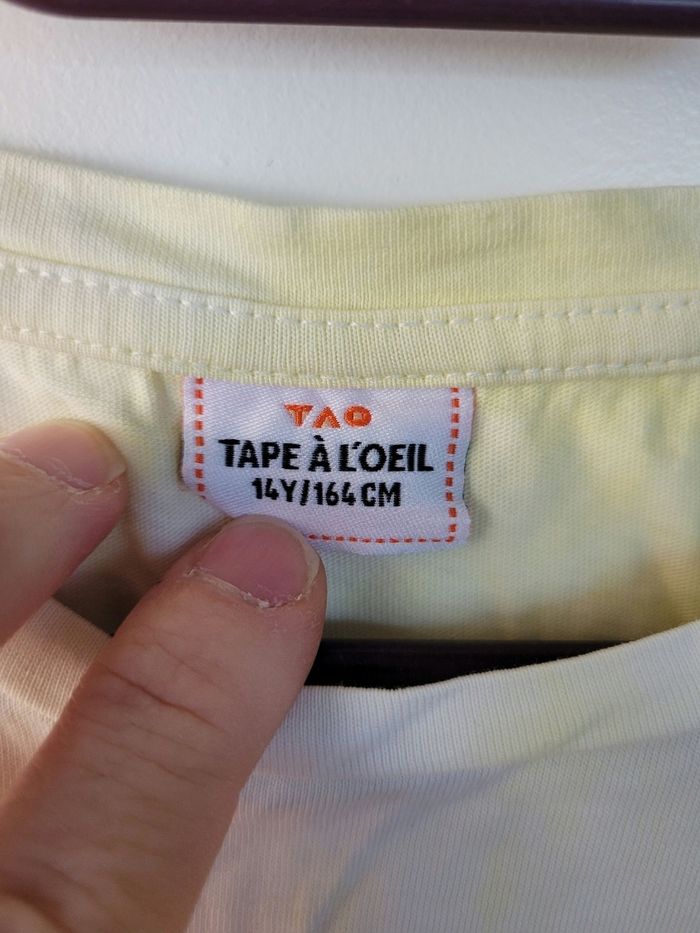 TAO
TAPE À L'OEIL
14Y/164 CM